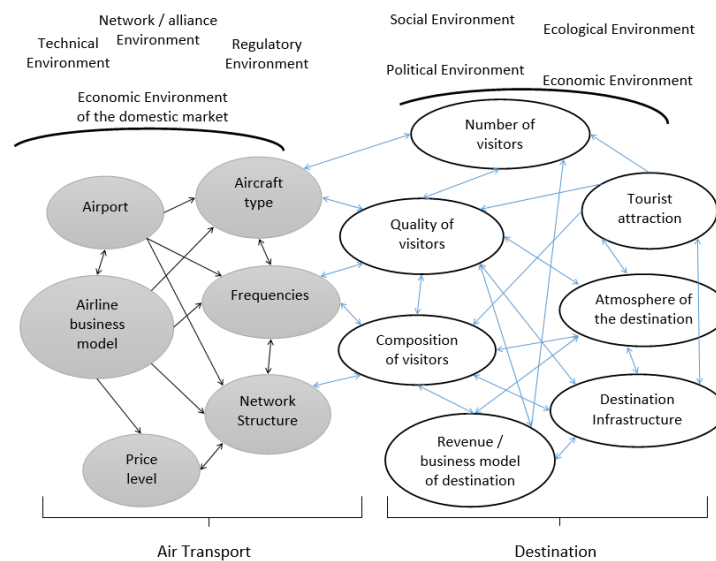 Network / alliance
Environment
Technical
Environment
Regulatory
Environment
Economic Environment
of the domestic market
Social Environment
Ecological Environment
Political Environment
Economic Environment
Number of
visitors
Aircraft
type
Airport
Tourist
attraction
Quality of
visitors
Frequencies
Airline
business
model
Atmosphere of
the destination
Composition
of visitors
Network
Structure
Destination
Infrastructure
Price
level
Revenue /
business model
of destination
Air Transport
Destination